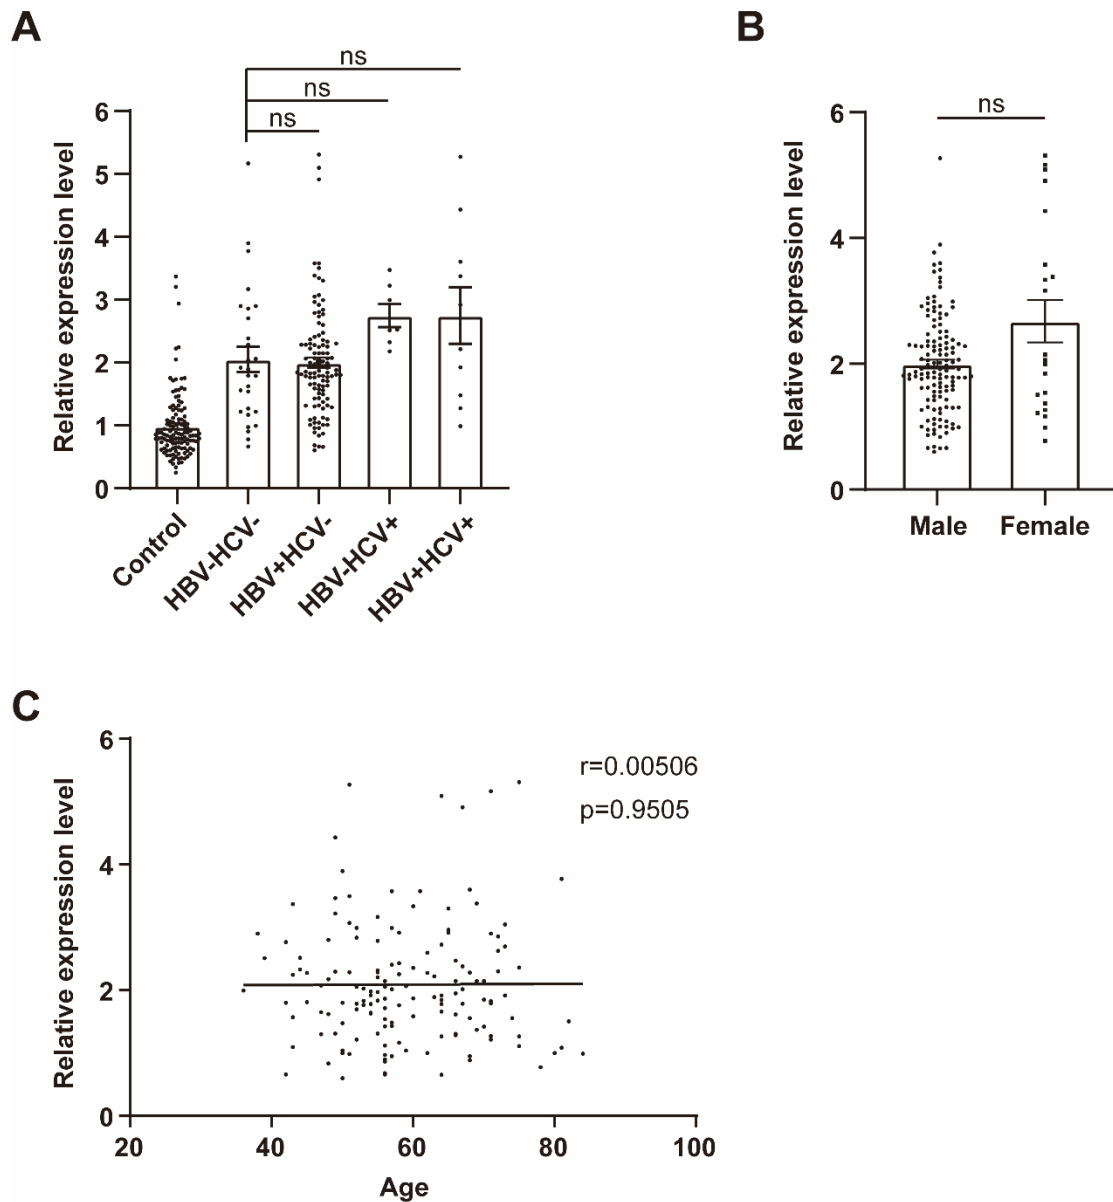 A
ns
ns
ns
6
5
4
3
2
1
0
Relative expression level
Control
HBV-HCV-
HBV+HCV-
HBV-HCV+
HBV+HCV+
B
ns
6
4
2
0
Relative expression level
Male Female
C
6
4
2
0
Relative expression level
r=0.00506
p=0.9505
20 40 60 80 100
Age